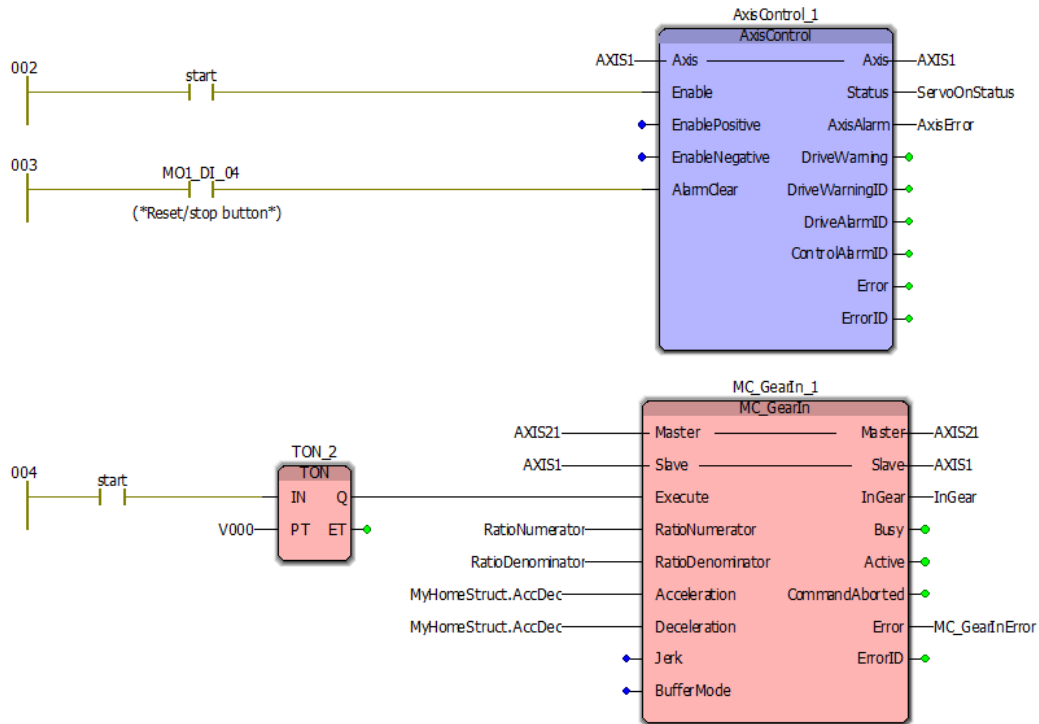 AxisControl_1
AxisControl
AXIS1 Axis Axis AXIS1
002
start
Enable Status ServoOnStatus
EnablePositive AxisAlarm AxisError
EnableNegative DriveWarning
003
MO1_DI_04
AlarmClear DriveWarningID
(*Reset/stop button*)
DriveAlarmID
ControlAlarmID
Error
ErrorID
MC_GearIn_1
MC_GearIn
AXIS21 Master Master AXIS21
TON_2
TON
AXIS1 Slave Slave AXIS1
004
start
IN Q
Execute InGear InGear
V000 PT ET
RatioNumerator RatioNumerator Busy
RatioDenominator RatioDenominator Active
MyHomeStruct.AccDec Acceleration CommandAborted
MyHomeStruct.AccDec Deceleration Error MC_GearInError
Jerk ErrorID
BufferMode